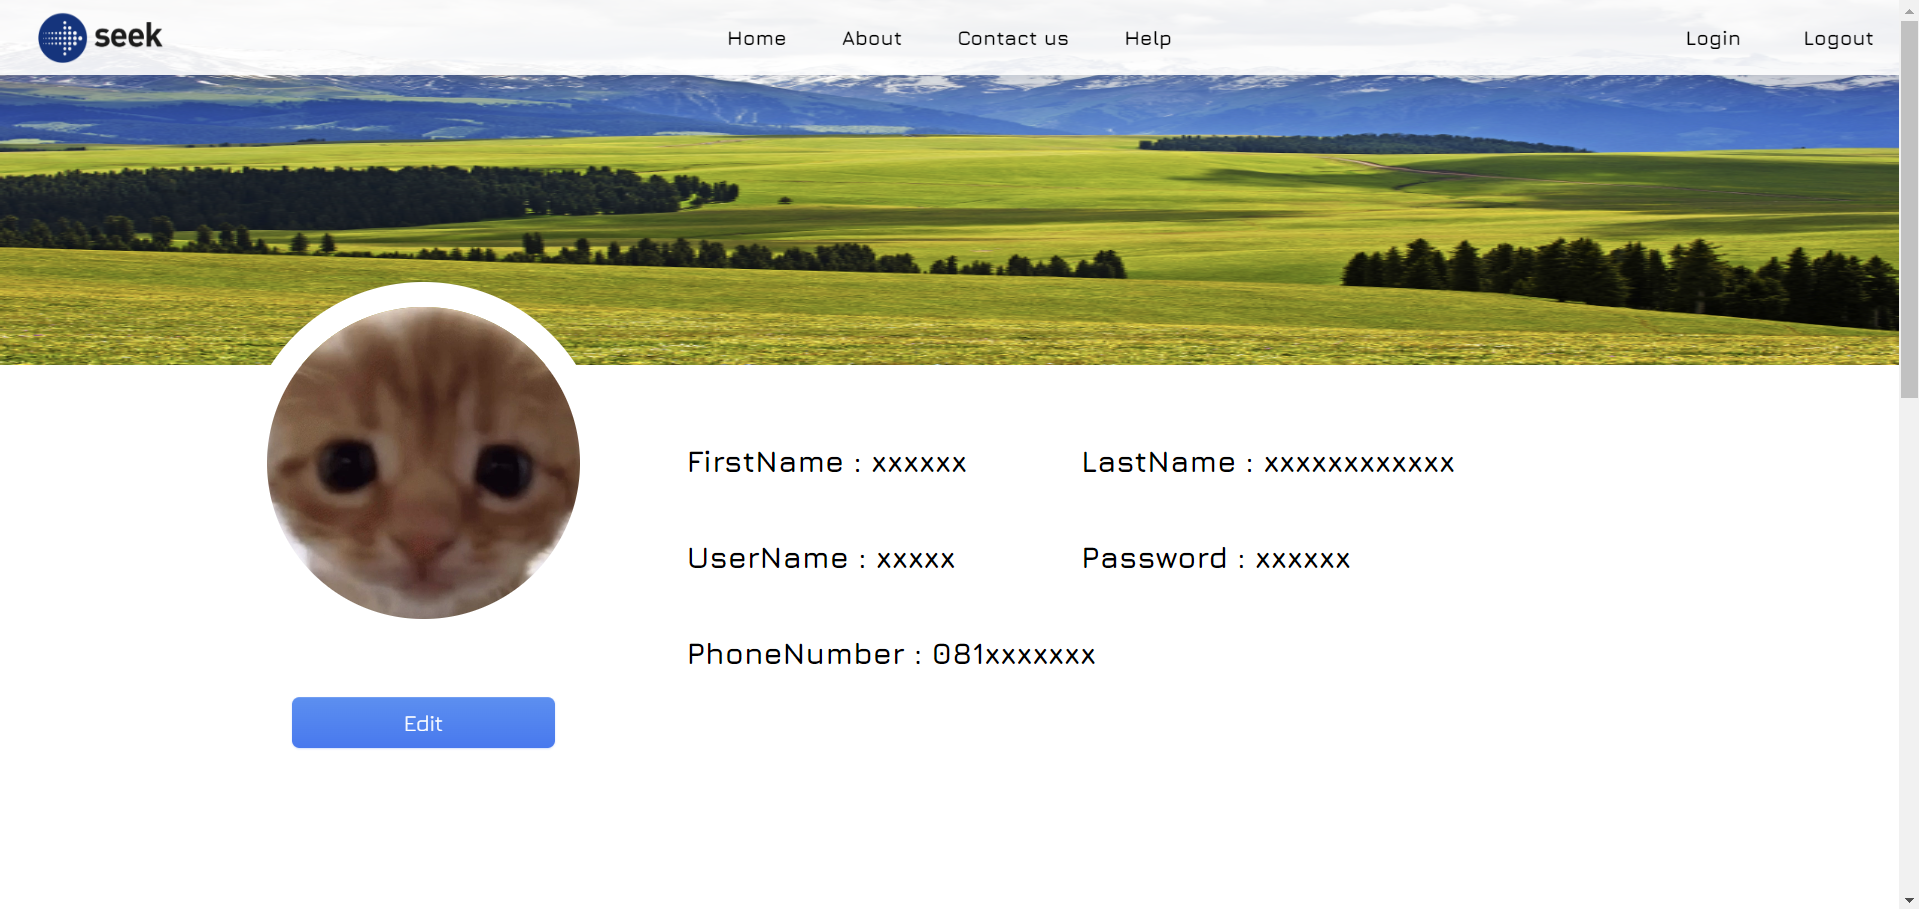 seek
Home About Contact us Help Login Logout
FirstName : xxxxxx LastName : xxxxxxxxxxxx
UserName : xxxxx Password : xxxxxx
PhoneNumber : 081xxxxxxx
Edit